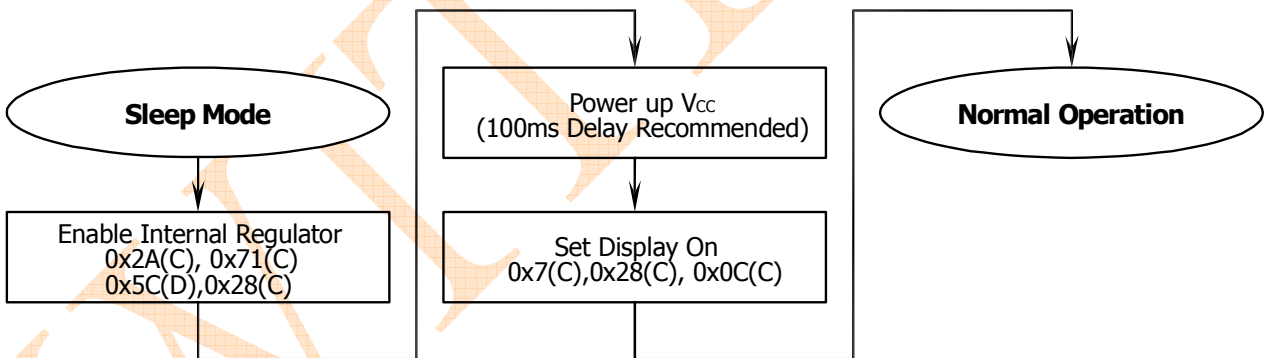 Sleep Mode
Enable Internal Regulator
0x2A(C), 0x71(C)
0x5C(D),0x28(C)
Power up VCC
(100ms Delay Recommended)
Set Display On
0x7(C),0x28(C), 0x0C(C)
Normal Operation